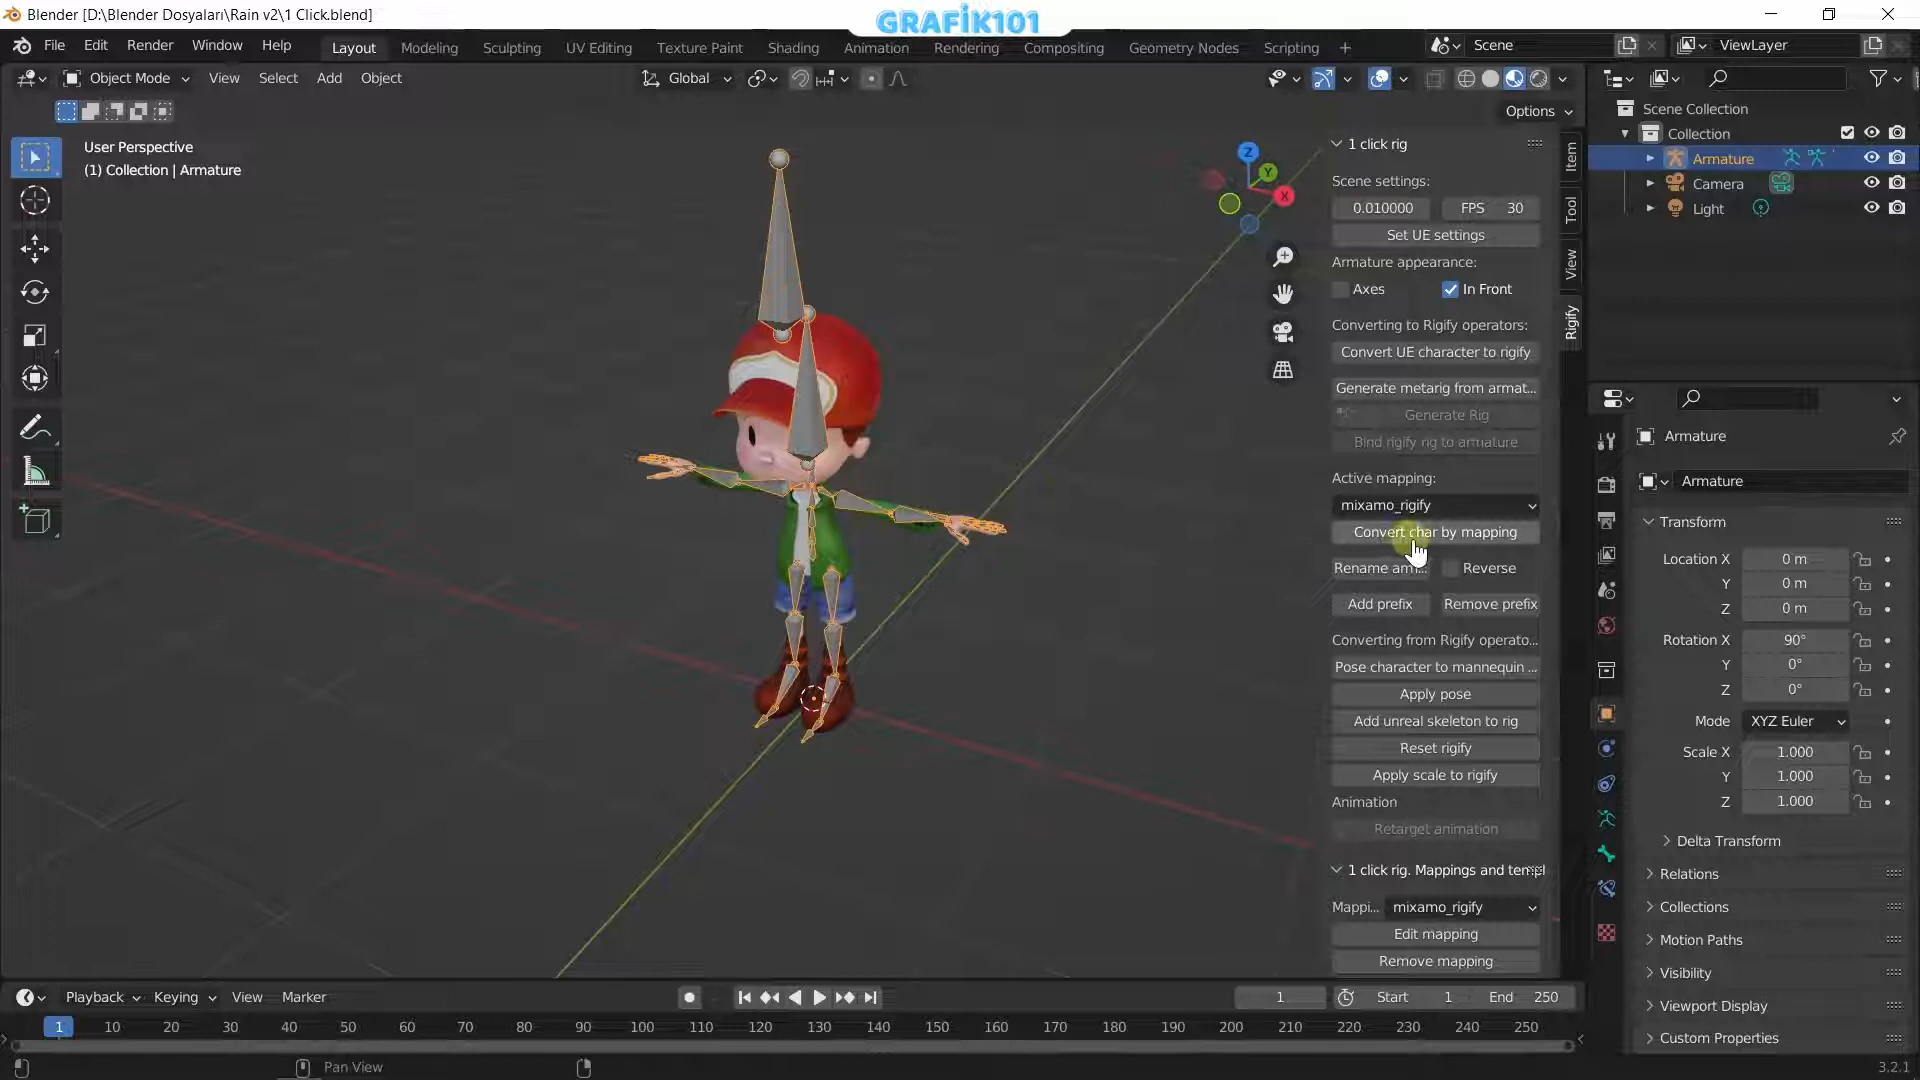 Blender [D:\Blender Dosyaları\Rain v2\1 Click.blend]
GRAFİK101
File Edit Render Window Help
Layout Modeling Sculpting UV Editing Texture Paint Shading Animation Rendering Compositing Geometry Nodes Scripting +
Scene
ViewLayer
Object Mode View Select Add Object
Global
Options
User Perspective
(1) Collection | Armature
Z
Y
X
1 click rig
Scene settings:
0.010000 FPS 30
Set UE settings
Armature appearance:
Axes In Front
Converting to Rigify operators:
Convert UE character to rigify
Generate metarig from armat...
Generate Rig
Bind rigify rig to armature
Active mapping:
mixamo_rigify
Convert char by mapping
Rename arm... Reverse
Add prefix Remove prefix
Converting from Rigify operato...
Pose character to mannequin ...
Apply pose
Add unreal skeleton to rig
Reset rigify
Apply scale to rigify
Animation
Retarget animation
1 click rig. Mappings and templ
Mappi... mixamo_rigify
Edit mapping
Remove mapping
Item
Tool
View
Rigify
Scene Collection
Collection
Armature
Camera
Light
Armature
Armature
Transform
Location X 0 m
Y 0 m
Z 0 m
Rotation X 90°
Y 0°
Z 0°
Mode XYZ Euler
Scale X 1.000
Y 1.000
Z 1.000
Delta Transform
Relations
Collections
Motion Paths
Visibility
Viewport Display
Custom Properties
Playback Keying View Marker
1 Start 1 End 250
1 10 20 30 40 50 60 70 80 90 100 110 120 130 140 150 160 170 180 190 200 210 220 230 240 250
Pan View
3.2.1